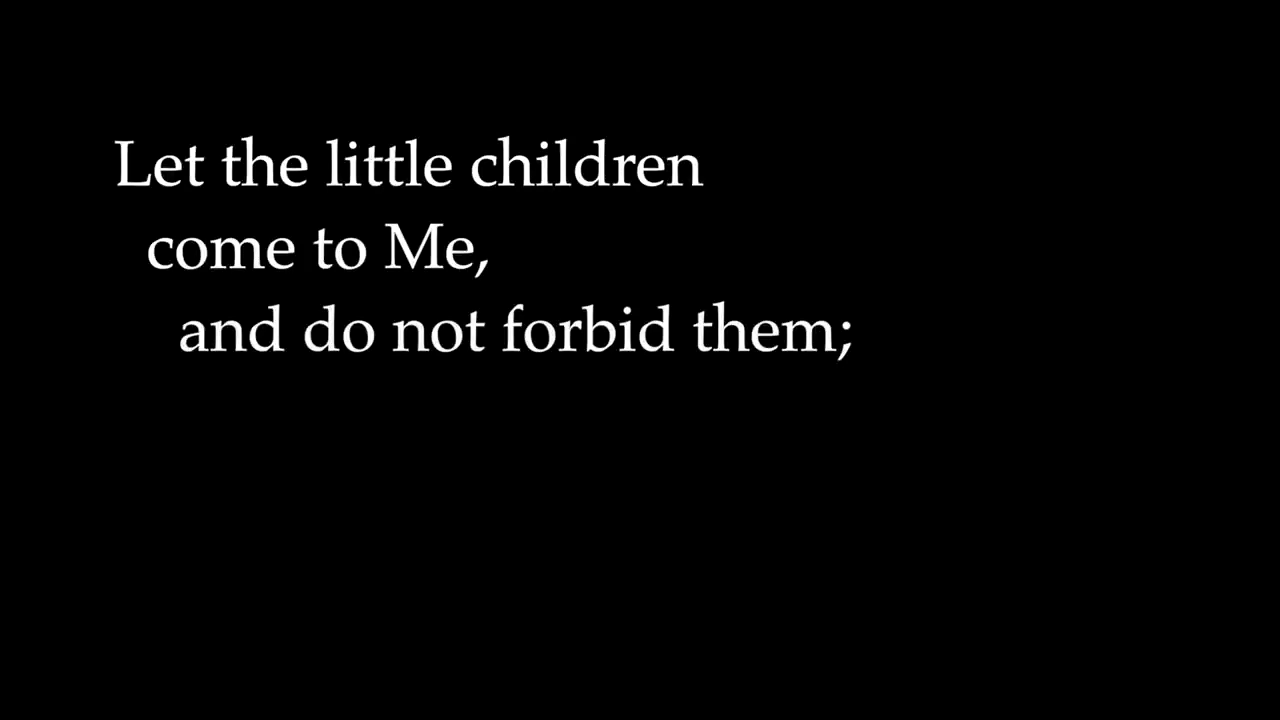 Let the little children
come to Me,
and do not forbid them;